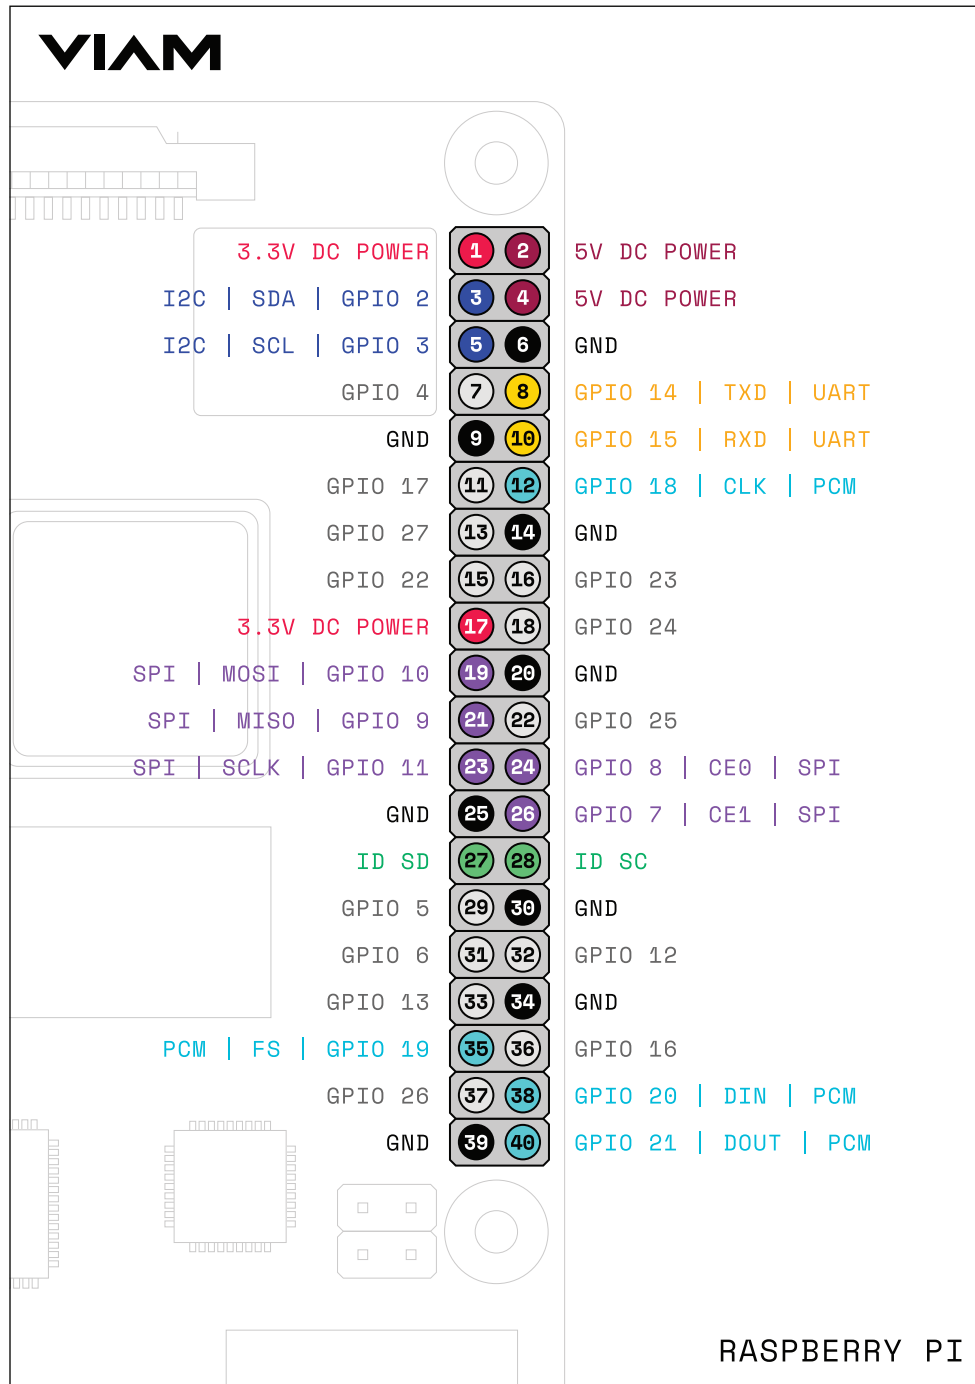 VIAM
3.3V DC POWER 1 2 5V DC POWER
I2C | SDA | GPIO 2 3 4 5V DC POWER
I2C | SCL | GPIO 3 5 6 GND
GPIO 4 7 8 GPIO 14 | TXD | UART
GND 9 10 GPIO 15 | RXD | UART
GPIO 17 11 12 GPIO 18 | CLK | PCM
GPIO 27 13 14 GND
GPIO 22 15 16 GPIO 23
3.3V DC POWER 17 18 GPIO 24
SPI | MOSI | GPIO 10 19 20 GND
SPI | MISO | GPIO 9 21 22 GPIO 25
SPI | SCLK | GPIO 11 23 24 GPIO 8 | CE0 | SPI
GND 25 26 GPIO 7 | CE1 | SPI
ID SD 27 28 ID SC
GPIO 5 29 30 GND
GPIO 6 31 32 GPIO 12
GPIO 13 33 34 GND
PCM | FS | GPIO 19 35 36 GPIO 16
GPIO 26 37 38 GPIO 20 | DIN | PCM
GND 39 40 GPIO 21 | DOUT | PCM
RASPBERRY PI